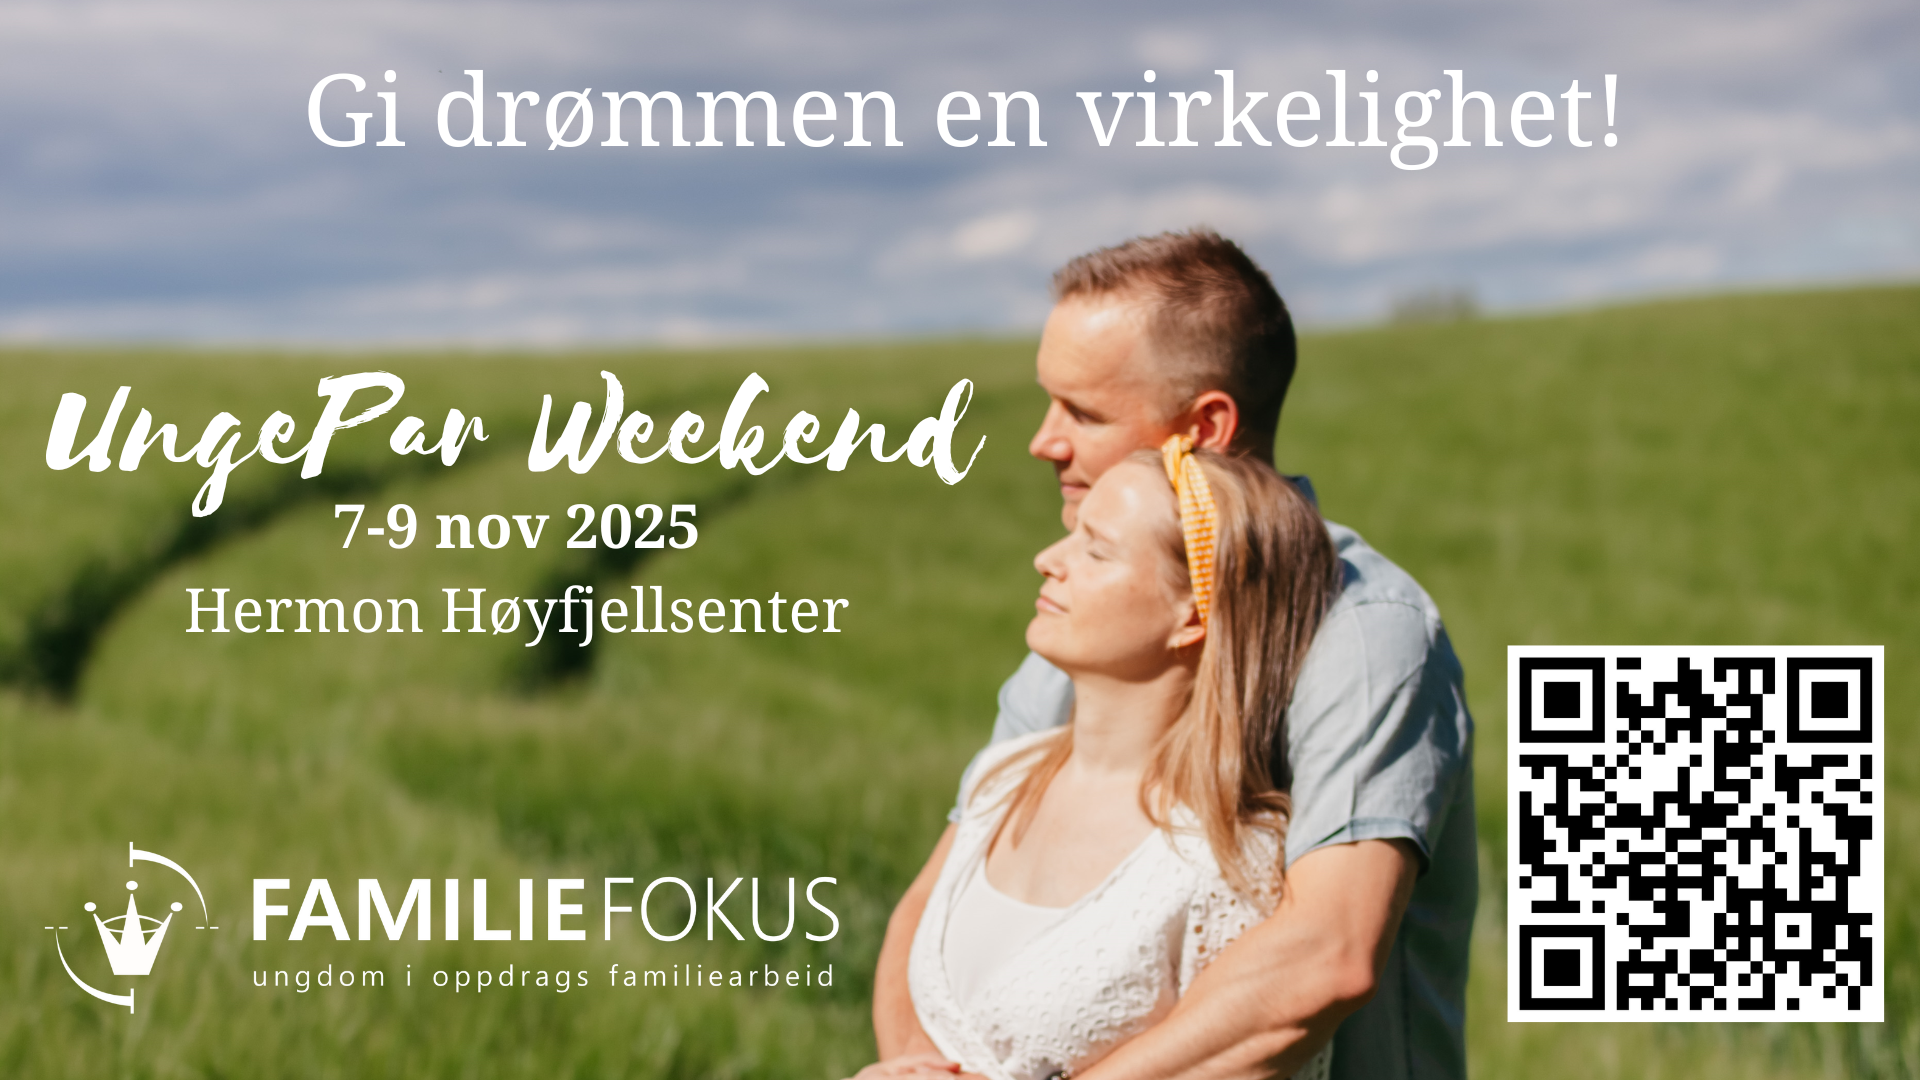 Gi drømmen en virkelighet!
UngePar Weekend
7-9 nov 2025
Hermon Høyfjellsenter
FAMILIEFOKUS
ungdom i oppdrags familiearbeid